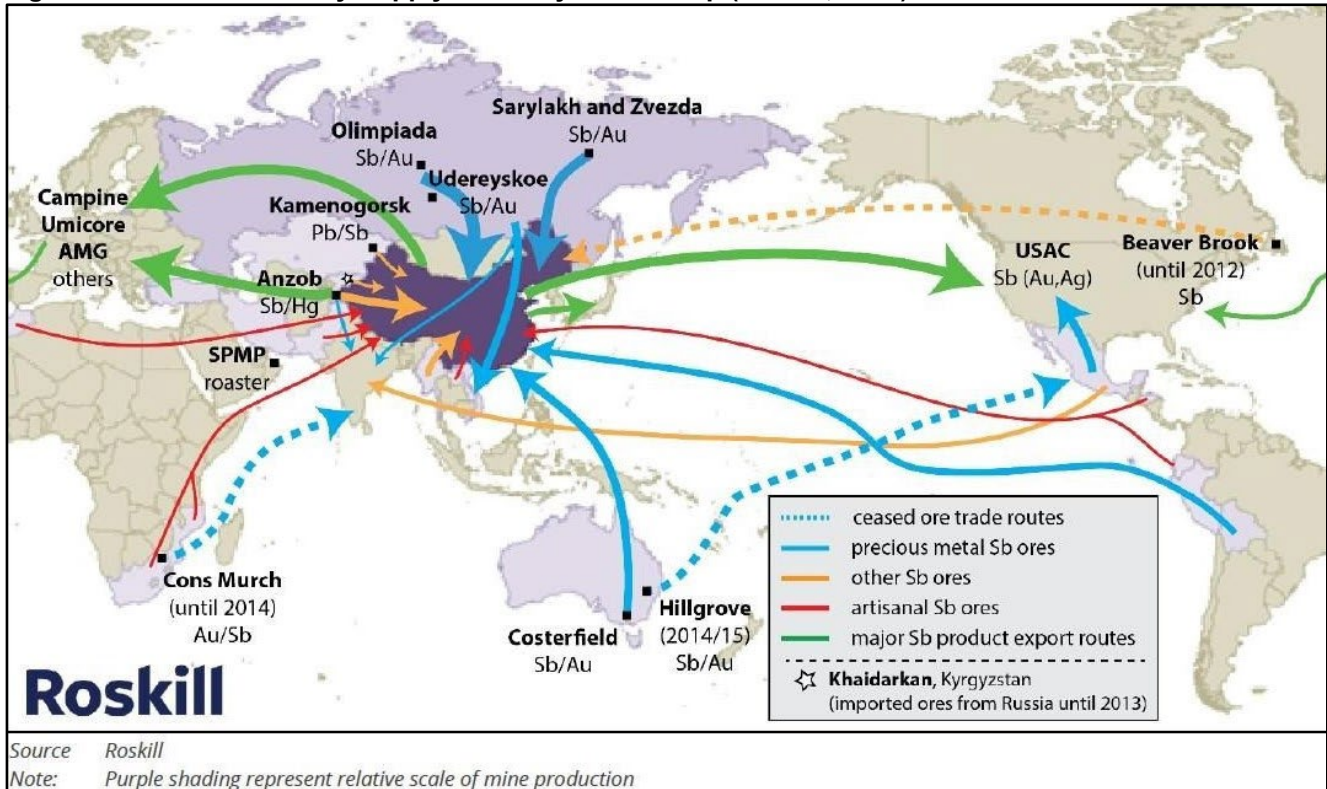 Sarylakh and Zvezda
Sb/Au
Olimpiada
Sb/Au
Udereyskoe
Sb/Au
Kamenogorsk
Pb/Sb
Campine
Umicore
AMG
others
Anzob
Sb/Hg
SPMP
roaster
USAC
Sb (Au,Ag)
Beaver Brook
(until 2012)
Sb
Cons Murch
(until 2014)
Au/Sb
Costerfield
Sb/Au
Hillgrove
(2014/15)
Sb/Au
ceased ore trade routes
precious metal Sb ores
other Sb ores
artisanal Sb ores
major Sb product export routes
Khaidarkan, Kyrgyzstan
(imported ores from Russia until 2013)
Roskill
Source Roskill
Note: Purple shading represent relative scale of mine production